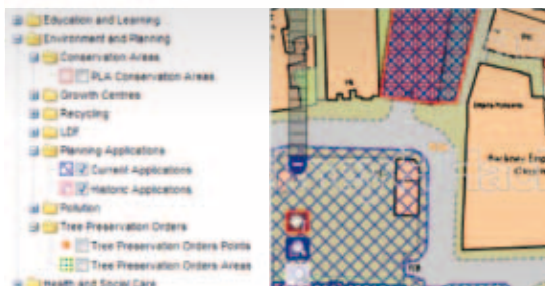 Education and Learning
Environment and Planning
Conservation Areas
PLA Conservation Areas
Growth Centres
Recycling
LDF
Planning Applications
Current Applications
Historic Applications
Pollution
Tree Preservation Orders
Tree Preservation Orders Points
Tree Preservation Orders Areas
Health and Social Care